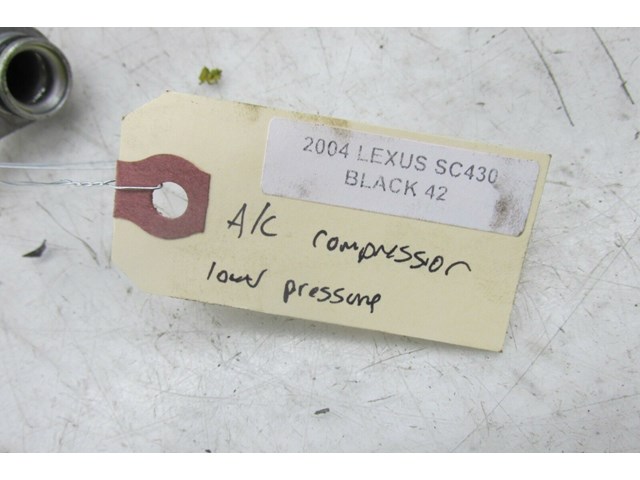 2004 LEXUS SC430
BLACK 42
A/C compressor
lower pressure